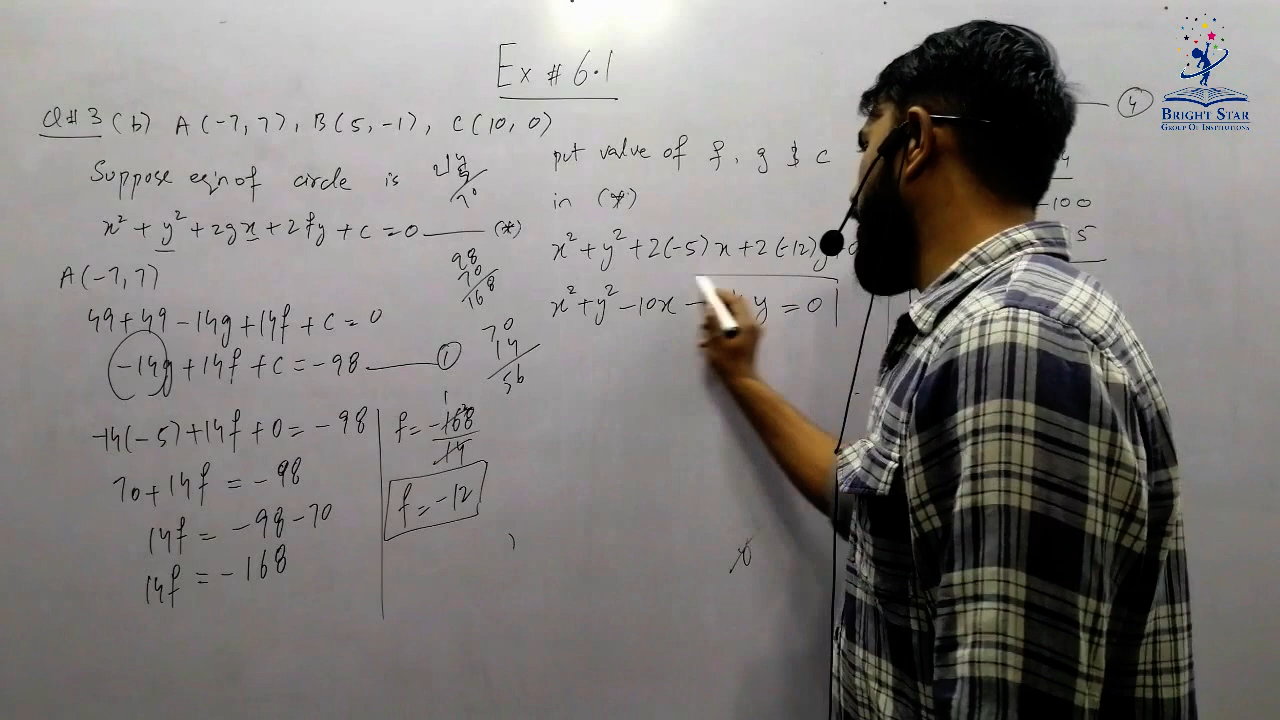 Ex # 6.1
Q# 3 (b) A (-7, 7), B (5, -1), C (10, 0)
Suppose eqn of circle is
x² + y² + 2gx + 2fy + c = 0 (*)
A (-7, 7)
49 + 49 - 14g + 14f + c = 0
-14g + 14f + c = -98 ①
-14(-5) + 14f + 0 = -98
70 + 14f = -98
14f = -98 - 70
14f = -168
98
70
168
70
14
56
f = -168
14
f = -12
put value of f, g & c
in (*)
x² + y² + 2(-5)x + 2(-12)y
x² + y² - 10x - y = 0
4
-100
5
BRIGHT STAR
GROUP OF INSTITUTIONS